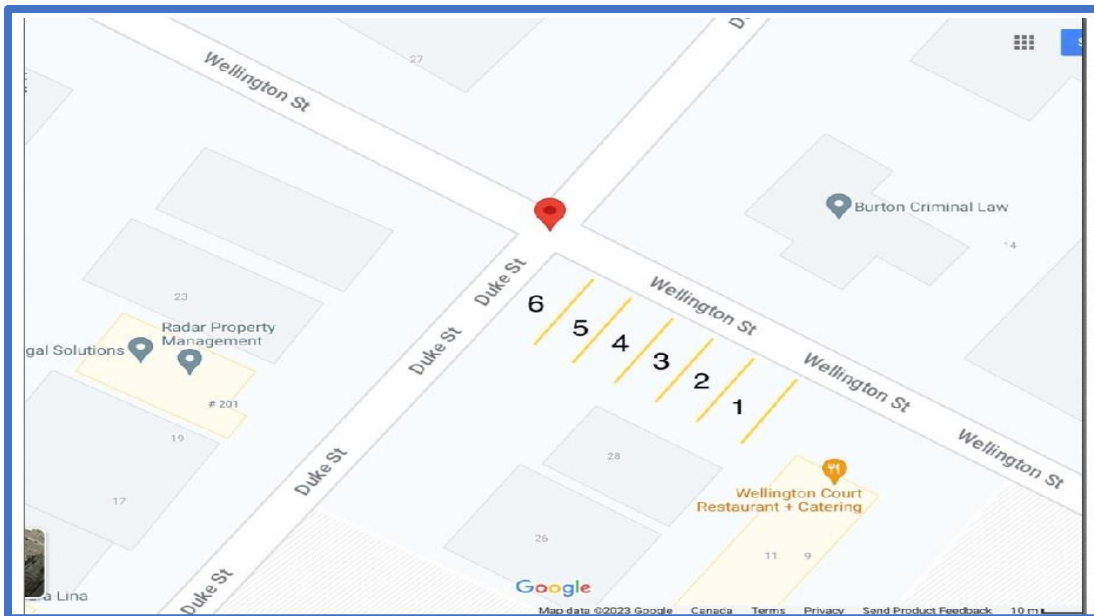 Wellington St
27
Burton Criminal Law
14
Duke St
6
5
4
3
2
1
Wellington St
Wellington St
Wellington St
Duke St
Duke St
Duke St
23
Radar Property
Management
gal Solutions
# 201
19
17
28
26
Wellington Court
Restaurant + Catering
11
9
Google
Map data ©2023 Google Canada Terms Privacy Send Product Feedback 10 m
a Lina